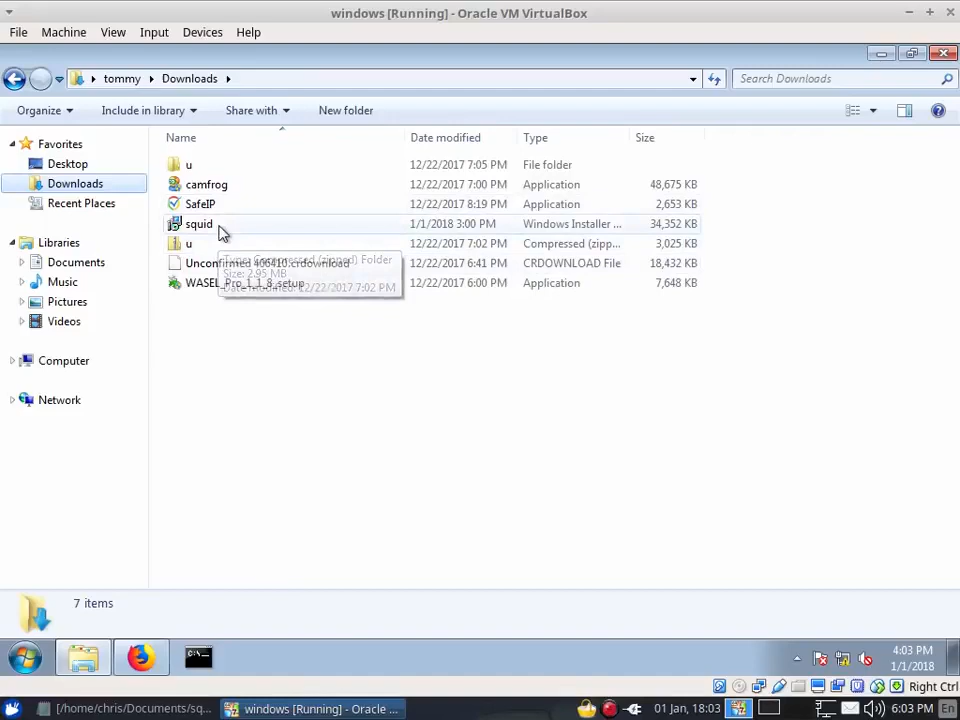 windows [Running] - Oracle VM VirtualBox
File Machine View Input Devices Help
tommy Downloads Search Downloads
Organize Include in library Share with New folder
Name Date modified Type Size
Favorites
Desktop
Downloads
Recent Places
Libraries
Documents
Music
Pictures
Videos
Computer
Network
u 12/22/2017 7:05 PM File folder
camfrog 12/22/2017 7:00 PM Application 48,675 KB
SafeIP 12/22/2017 8:19 PM Application 2,653 KB
squid 1/1/2018 3:00 PM Windows Installer ... 34,352 KB
u 12/22/2017 7:02 PM Compressed (zipp... 3,025 KB
Unconfirmed 406410.crdownload 12/22/2017 6:41 PM CRDOWNLOAD File 18,432 KB
WASEL_Pro_1_1_8_setup 12/22/2017 6:00 PM Application 7,648 KB
Type: Compressed (zipped) Folder
Size: 2.95 MB
Date modified: 12/22/2017 7:02 PM
7 items
C:\_
4:03 PM
1/1/2018
Right Ctrl
[/home/chris/Documents/sq... windows [Running] - Oracle ... 01 Jan, 18:03 6:03 PM En